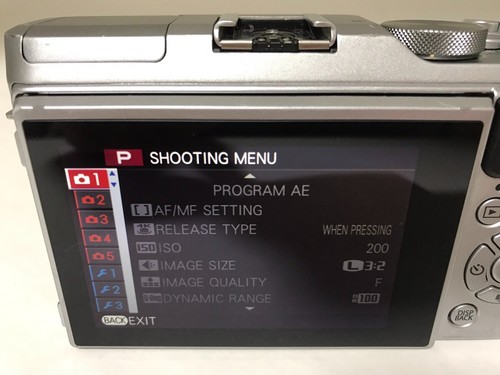 P SHOOTING MENU
1
PROGRAM AE
2
AF/MF SETTING
3
RELEASE TYPE WHEN PRESSING
4
ISO ISO 200
5
IMAGE SIZE L 3:2
1
IMAGE QUALITY F
2
DYNAMIC RANGE 100
3
BACK EXIT
DISP
BACK